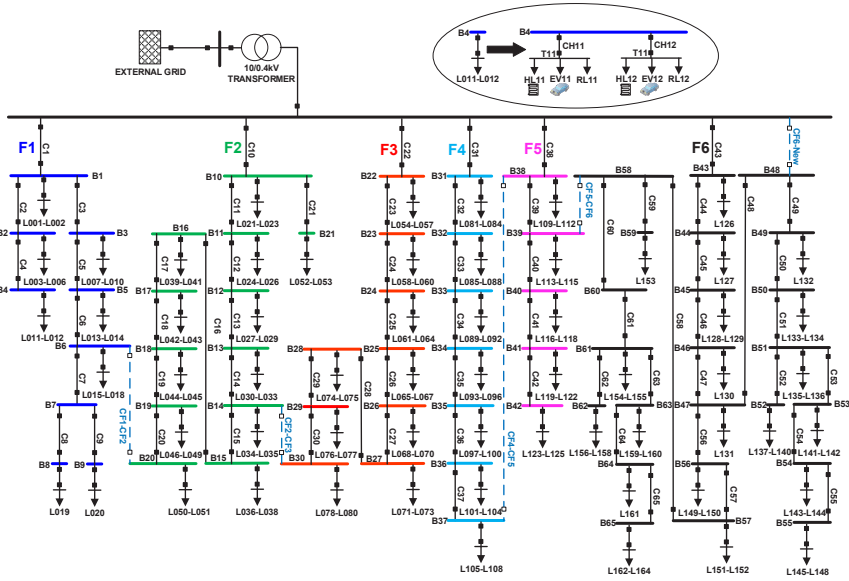 B4
B4
CH11
CH12
T11
T11
L011-L012
HL11
EV11
RL11
HL12
EV12
RL12
EXTERNAL GRID
10/0.4kV
TRANSFORMER
F1
F2
F3
F4
F5
F6
C1
C10
C22
C31
C38
C43
CF6-New
B1
B10
B22
B31
B38
B58
B43
B48
C2
C3
C11
C21
C23
C32
C39
CF5-CF6
C60
C59
C44
C48
C49
L001-L002
L021-L023
L054-L057
L081-L084
L109-L112
L126
B2
B3
B16
B11
B21
B23
B32
B39
B59
B44
B49
C4
C5
C17
C12
C24
C33
C40
C45
C50
L003-L006
L007-L010
L039-L041
L024-L026
L052-L053
L058-L060
L085-L088
L113-L115
L153
L127
L132
B4
B5
B17
B12
B24
B33
B40
B60
B45
B50
C6
C18
C13
C16
C25
C34
C41
C61
C58
C46
C51
L011-L012
L013-L014
L042-L043
L027-L029
L061-L064
L089-L092
L116-L118
L128-L129
L133-L134
B6
B18
B13
B28
B25
B34
B41
B61
B46
B51
C7
CF1-CF2
C19
C14
C29
C28
C26
C35
C42
C62
C63
C47
C52
C53
L015-L018
L044-L045
L030-L033
L074-L075
L065-L067
L093-L096
L119-L122
L154-L155
L130
L135-L136
B7
B19
B14
B29
B26
B35
B42
B62
B63
B47
B52
B53
C8
C9
C20
C15
CF2-CF3
C30
C27
C36
CF4-CF5
C64
C56
C54
L046-L049
L034-L035
L076-L077
L068-L070
L097-L100
L123-L125
L156-L158
L159-L160
L131
L137-L140
L141-L142
B8
B9
B20
B15
B30
B27
B36
B64
B56
B54
C37
C65
C57
C55
L019
L020
L050-L051
L036-L038
L078-L080
L071-L073
L101-L104
L161
L149-L150
L143-L144
B37
B65
B57
B55
L105-L108
L162-L164
L151-L152
L145-L148